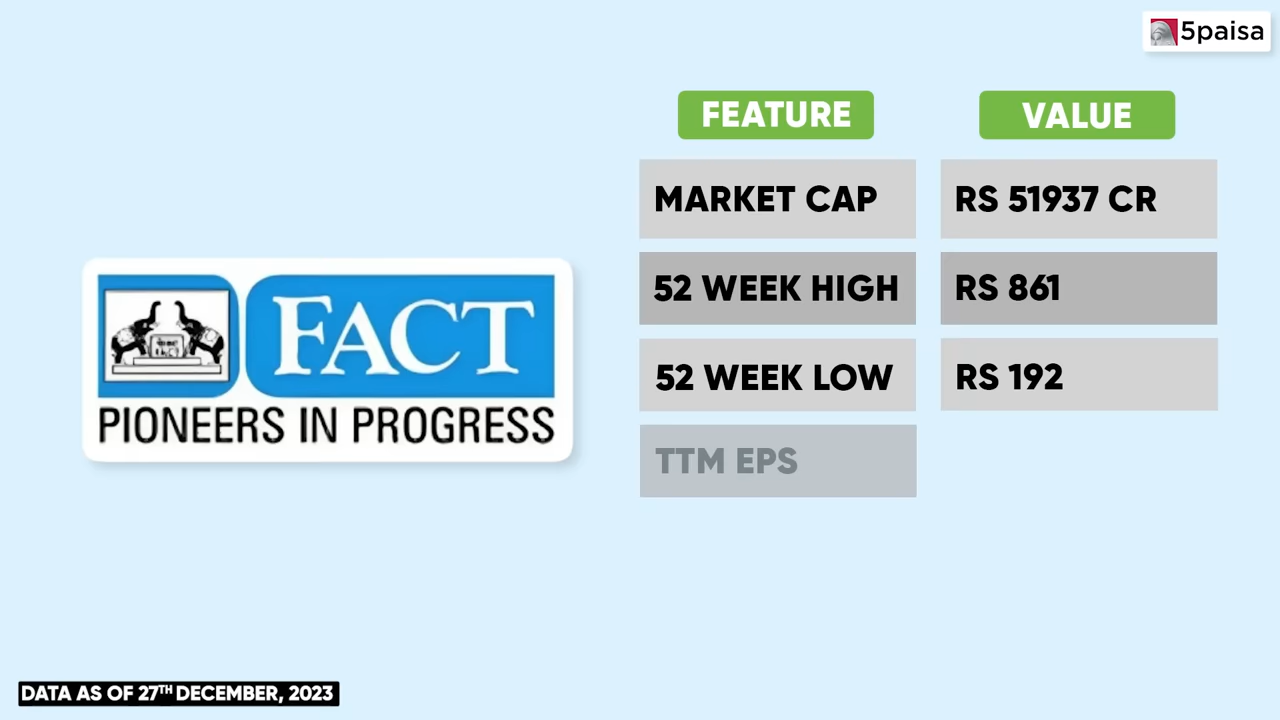 5paisa
FEATURE VALUE
MARKET CAP RS 51937 CR
52 WEEK HIGH RS 861
52 WEEK LOW RS 192
TTM EPS
FACT
PIONEERS IN PROGRESS
DATA AS OF 27TH DECEMBER, 2023